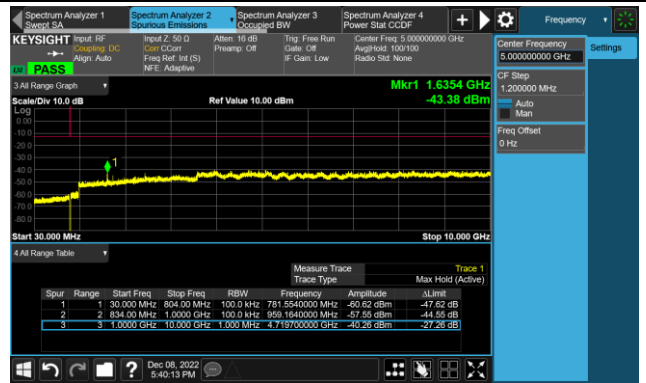 Spectrum Analyzer 1
Swept SA
Spectrum Analyzer 2
Spurious Emissions
Spectrum Analyzer 3
Occupied BW
Spectrum Analyzer 4
Power Stat CCDF
Frequency
KEYSIGHT
Input: RF
Coupling: DC
Align: Auto
Input Z: 50 Ω
Corr CCorr
Freq Ref: Int (S)
NFE: Adaptive
Atten: 16 dB
Preamp: Off
Trig: Free Run
Gate: Off
IF Gain: Low
Center Freq: 5.000000000 GHz
Avg|Hold: 100/100
Radio Std: None
PASS
Center Frequency
5.000000000 GHz
Settings
CF Step
1.200000 MHz
Auto
Man
Freq Offset
0 Hz
3 All Range Graph
Mkr1 1.6354 GHz
Scale/Div 10.0 dB
Ref Value 10.00 dBm
-43.38 dBm
Log
0.00
-10.0
-20.0
-30.0
-40.0
-50.0
-60.0
-70.0
-80.0
1
Start 30.000 MHz
Stop 10.000 GHz
4 All Range Table
Measure Trace Trace 1
Trace Type Max Hold (Active)
Spur Range Start Freq Stop Freq RBW Frequency Amplitude ΔLimit
1 1 30.000 MHz 804.00 MHz 100.0 kHz 781.5540000 MHz -60.62 dBm -47.62 dB
2 2 834.00 MHz 1.0000 GHz 100.0 kHz 959.1640000 MHz -57.55 dBm -44.55 dB
3 3 1.0000 GHz 10.000 GHz 1.000 MHz 4.719700000 GHz -40.26 dBm -27.26 dB
?
Dec 08, 2022
5:40:13 PM